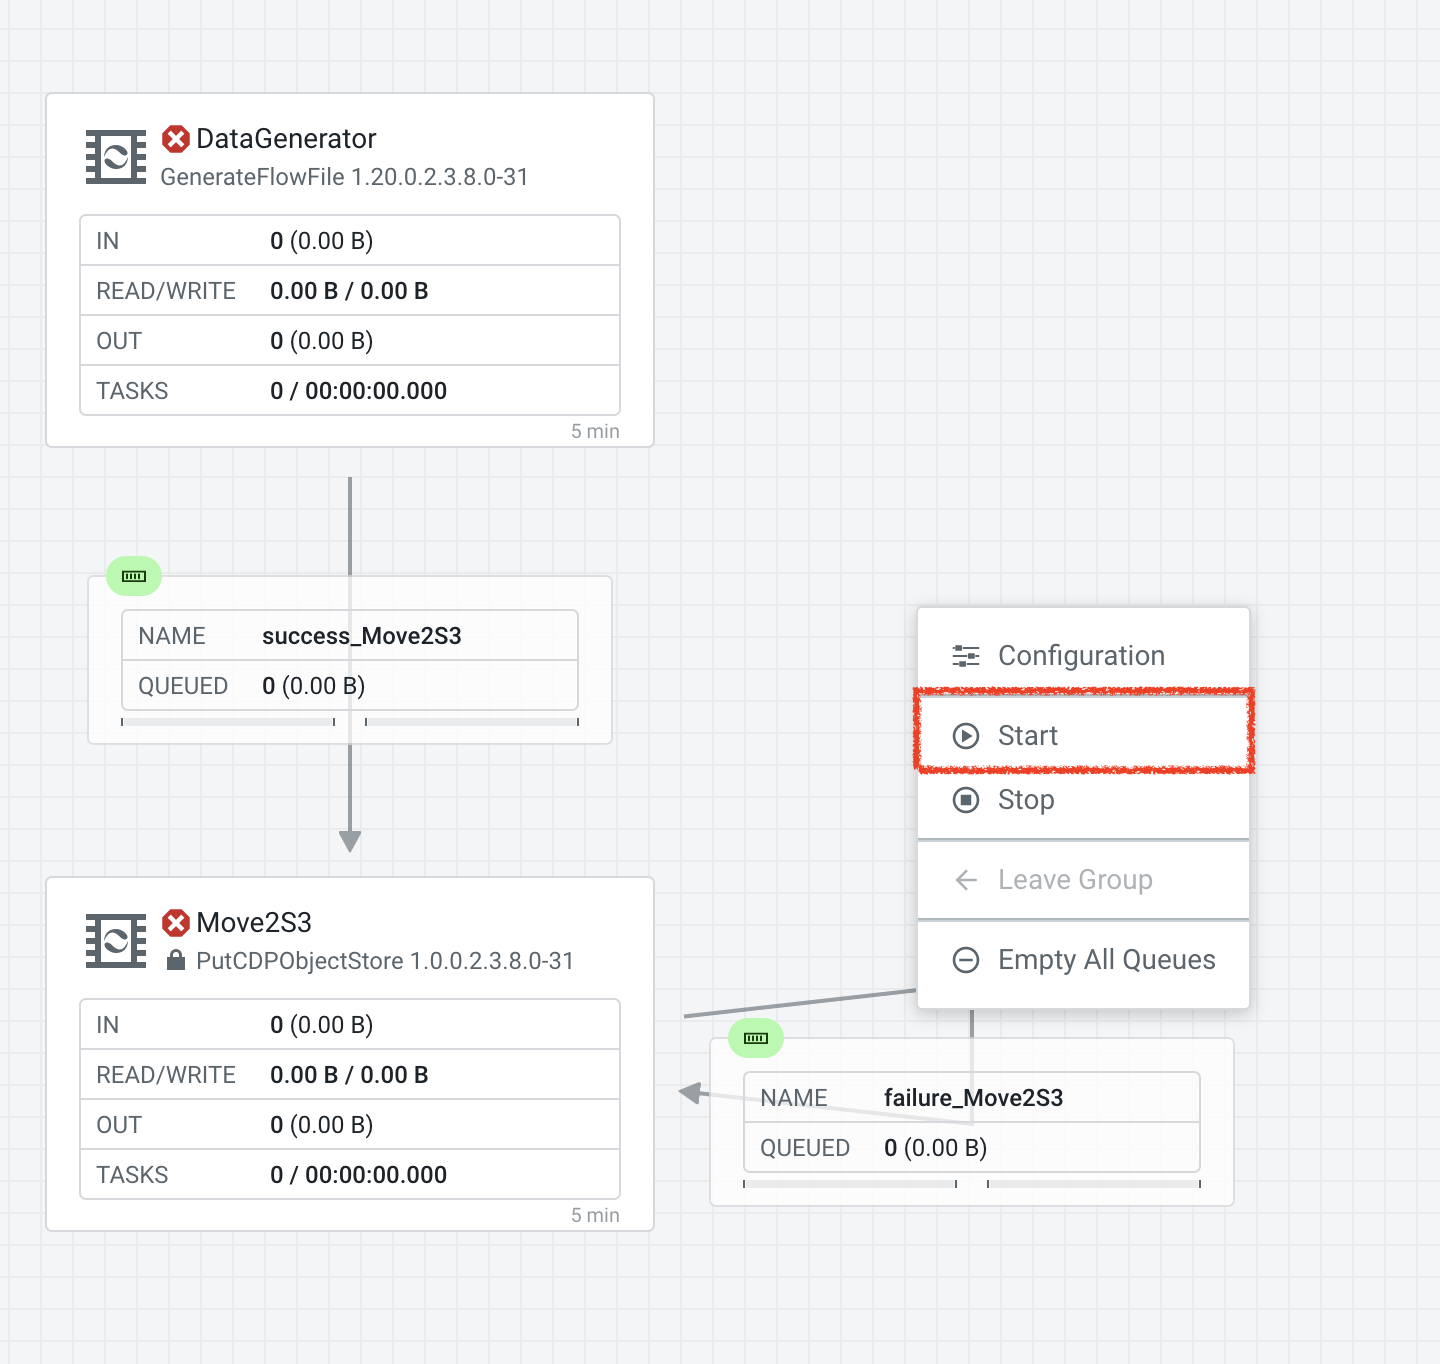 DataGenerator
GenerateFlowFile 1.20.0.2.3.8.0-31
IN 0 (0.00 B)
READ/WRITE 0.00 B / 0.00 B
OUT 0 (0.00 B)
TASKS 0 / 00:00:00.000
5 min
NAME success_Move2S3
QUEUED 0 (0.00 B)
Configuration
Start
Stop
Leave Group
Empty All Queues
Move2S3
PutCDPObjectStore 1.0.0.2.3.8.0-31
IN 0 (0.00 B)
READ/WRITE 0.00 B / 0.00 B
OUT 0 (0.00 B)
TASKS 0 / 00:00:00.000
5 min
NAME failure_Move2S3
QUEUED 0 (0.00 B)